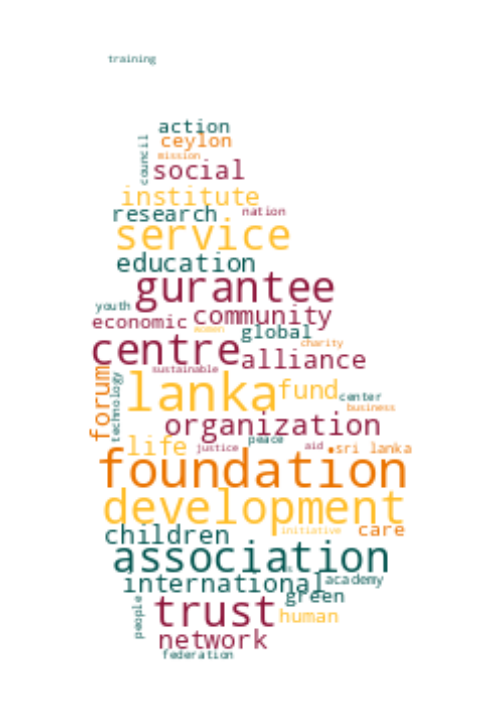 training
action
council
ceylon
mission
social
institute
research
nation
service
education
gurantee
youth
community
economic
women
global
charity
centre
alliance
sustainable
forum
technology
lanka
fund
center
business
organization
life
justice
peace
aid
sri lanka
foundation
development
children
initiative
care
association
international
academy
green
people
trust
human
network
federation